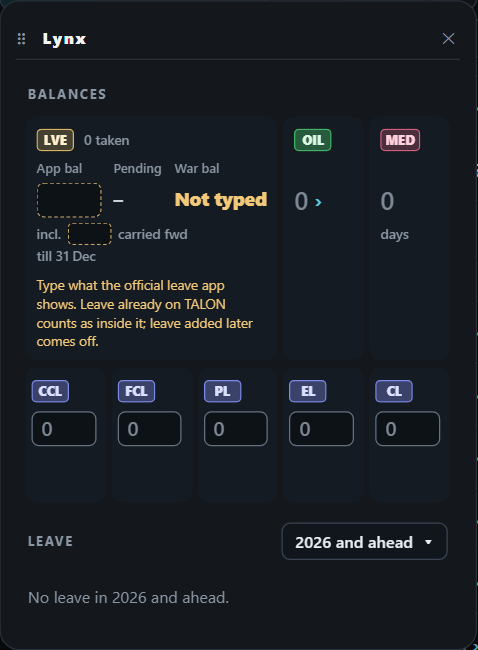 Lynx
BALANCES
LVE 0 taken
App bal Pending War bal
– Not typed
incl. carried fwd
till 31 Dec
Type what the official leave app
shows. Leave already on TALON
counts as inside it; leave added later
comes off.
OIL
0 ›
MED
0
days
CCL FCL PL EL CL
0 0 0 0 0
LEAVE 2026 and ahead
No leave in 2026 and ahead.